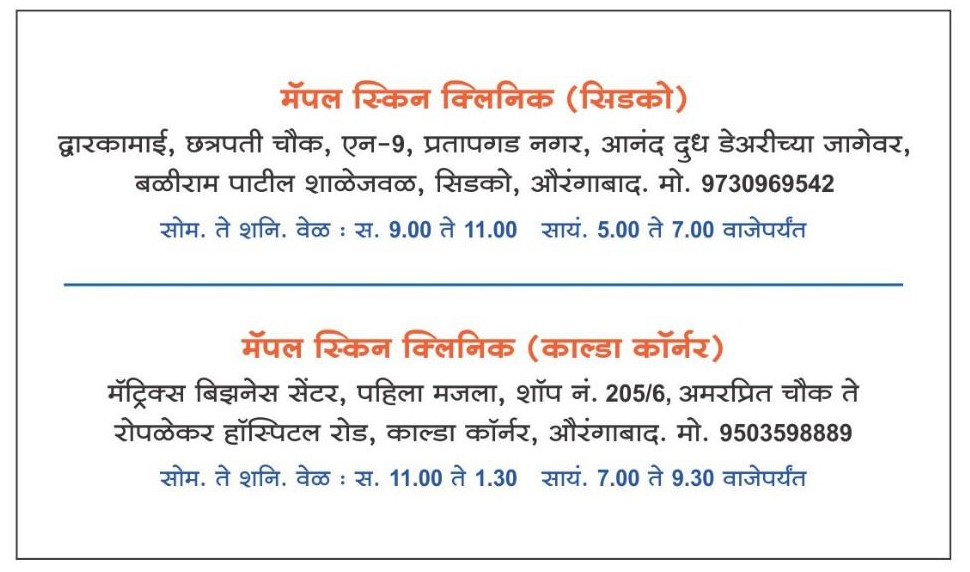 मॅपल स्किन क्लिनिक (सिडको)
द्वारकामाई, छत्रपती चौक, एन-9, प्रतापगड नगर, आनंद दुध डेअरीच्या जागेवर,
बळीराम पाटील शाळेजवळ, सिडको, औरंगाबाद. मो. 9730969542
सोम. ते शनि. वेळ : स. 9.00 ते 11.00 सायं. 5.00 ते 7.00 वाजेपर्यंत
मॅपल स्किन क्लिनिक (काल्डा कॉर्नर)
मॅट्रिक्स बिझनेस सेंटर, पहिला मजला, शॉप नं. 205/6, अमरप्रित चौक ते
रोपळेकर हॉस्पिटल रोड, काल्डा कॉर्नर, औरंगाबाद. मो. 9503598889
सोम. ते शनि. वेळ : स. 11.00 ते 1.30 सायं. 7.00 ते 9.30 वाजेपर्यंत